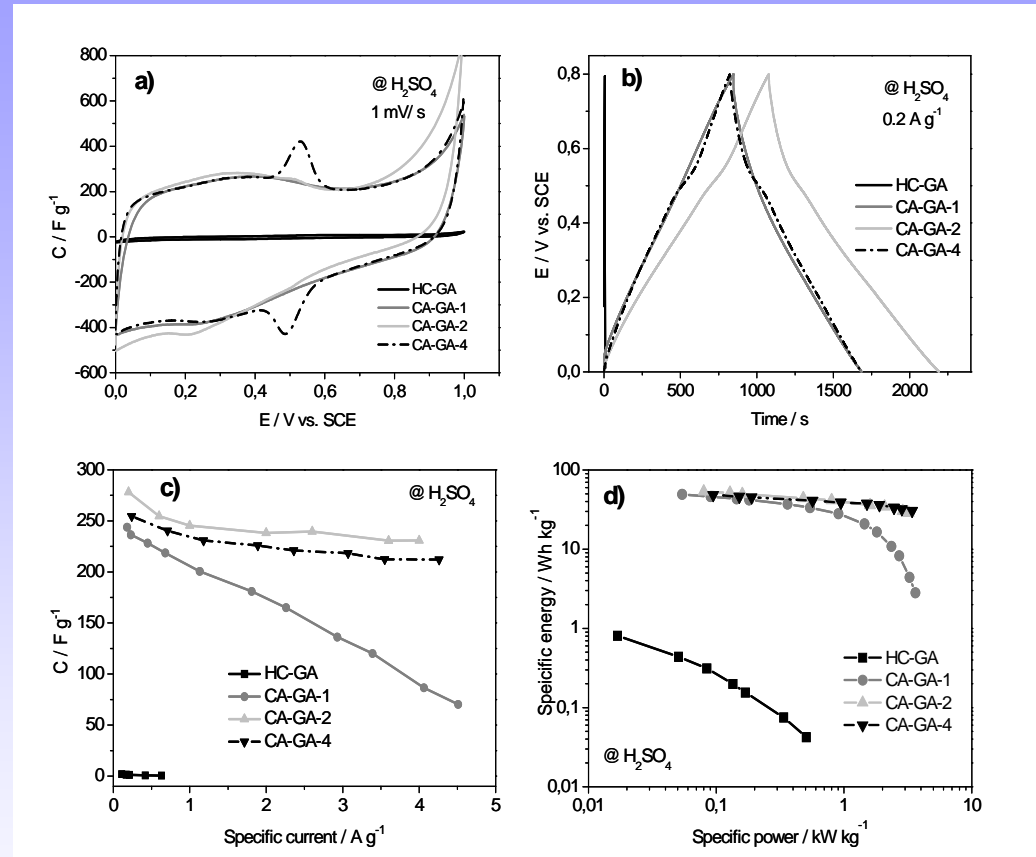 a)
@ H₂SO₄
1 mV/ s
800
600
400
200
0
-200
-400
-600
C / F g⁻¹
HC-GA
CA-GA-1
CA-GA-2
CA-GA-4
0,0 0,2 0,4 0,6 0,8 1,0
E / V vs. SCE
b)
@ H₂SO₄
0.2 A g⁻¹
0,8
0,6
0,4
0,2
0,0
E / V vs. SCE
HC-GA
CA-GA-1
CA-GA-2
CA-GA-4
0 500 1000 1500 2000
Time / s
c)
@ H₂SO₄
300
250
200
150
100
50
0
C / F g⁻¹
HC-GA
CA-GA-1
CA-GA-2
CA-GA-4
0 1 2 3 4 5
Specific current / A g⁻¹
d)
100
10
1
0,1
0,01
Speicific energy / Wh kg⁻¹
HC-GA
CA-GA-1
CA-GA-2
CA-GA-4
@ H₂SO₄
0,01 0,1 1 10
Specific power / kW kg⁻¹